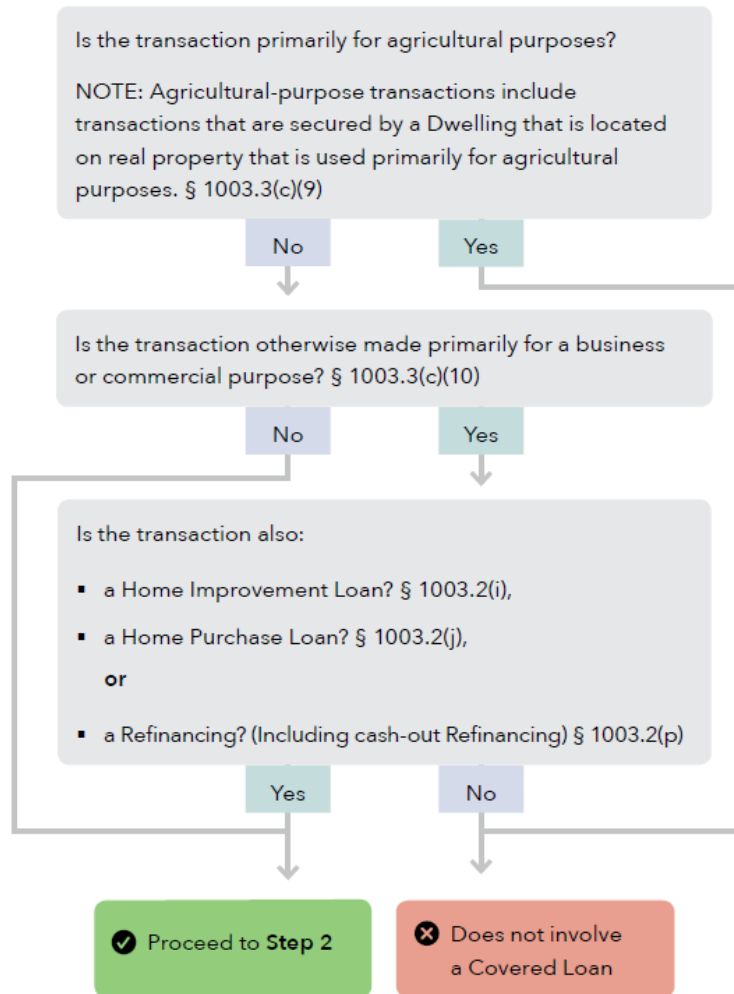 Is the transaction primarily for agricultural purposes?
NOTE: Agricultural-purpose transactions include
transactions that are secured by a Dwelling that is located
on real property that is used primarily for agricultural
purposes. § 1003.3(c)(9)
No
Yes
Is the transaction otherwise made primarily for a business
or commercial purpose? § 1003.3(c)(10)
No
Yes
Is the transaction also:
▪ a Home Improvement Loan? § 1003.2(i),
▪ a Home Purchase Loan? § 1003.2(j),
or
▪ a Refinancing? (Including cash-out Refinancing) § 1003.2(p)
Yes
No
Proceed to Step 2
Does not involve
a Covered Loan